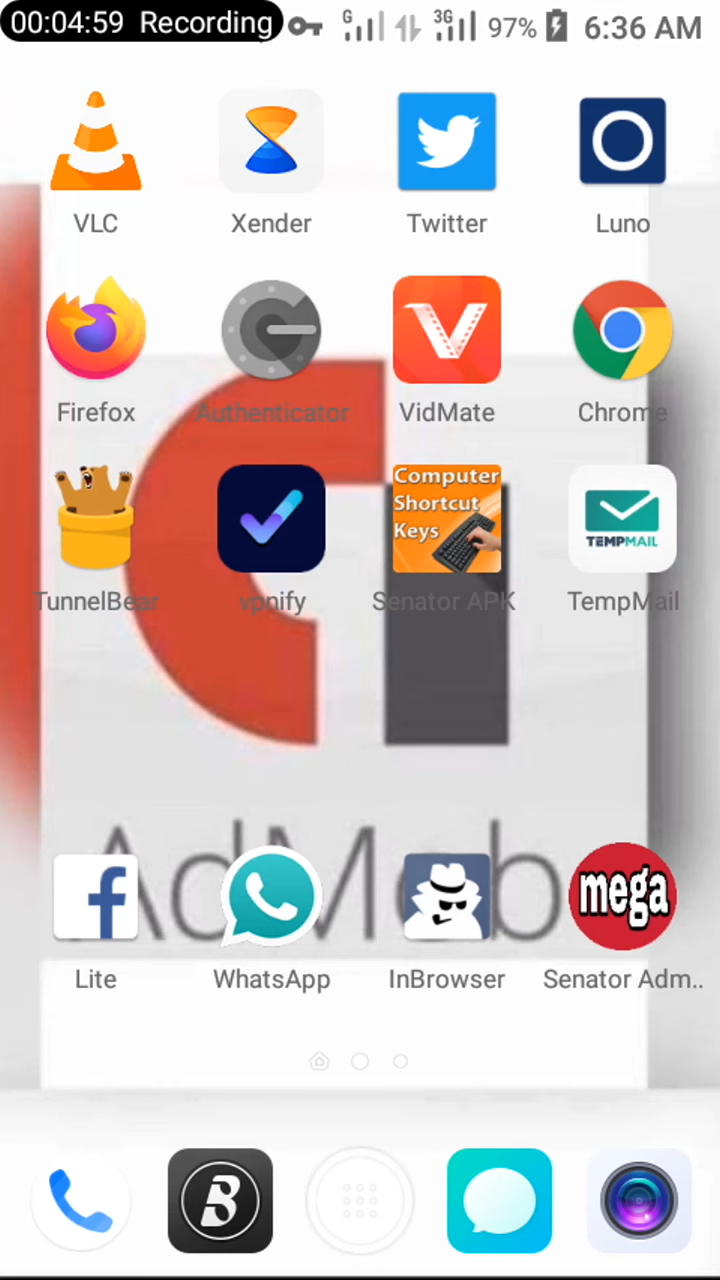 00:04:59 Recording G 3G 97% 6:36 AM
VLC Xender Twitter Luno
Firefox Authenticator VidMate Chrome
Computer
Shortcut
Keys
TEMPMAIL
TunnelBear vpnify Senator APK TempMail
AdMob
f mega
Lite WhatsApp InBrowser Senator Adm..
B